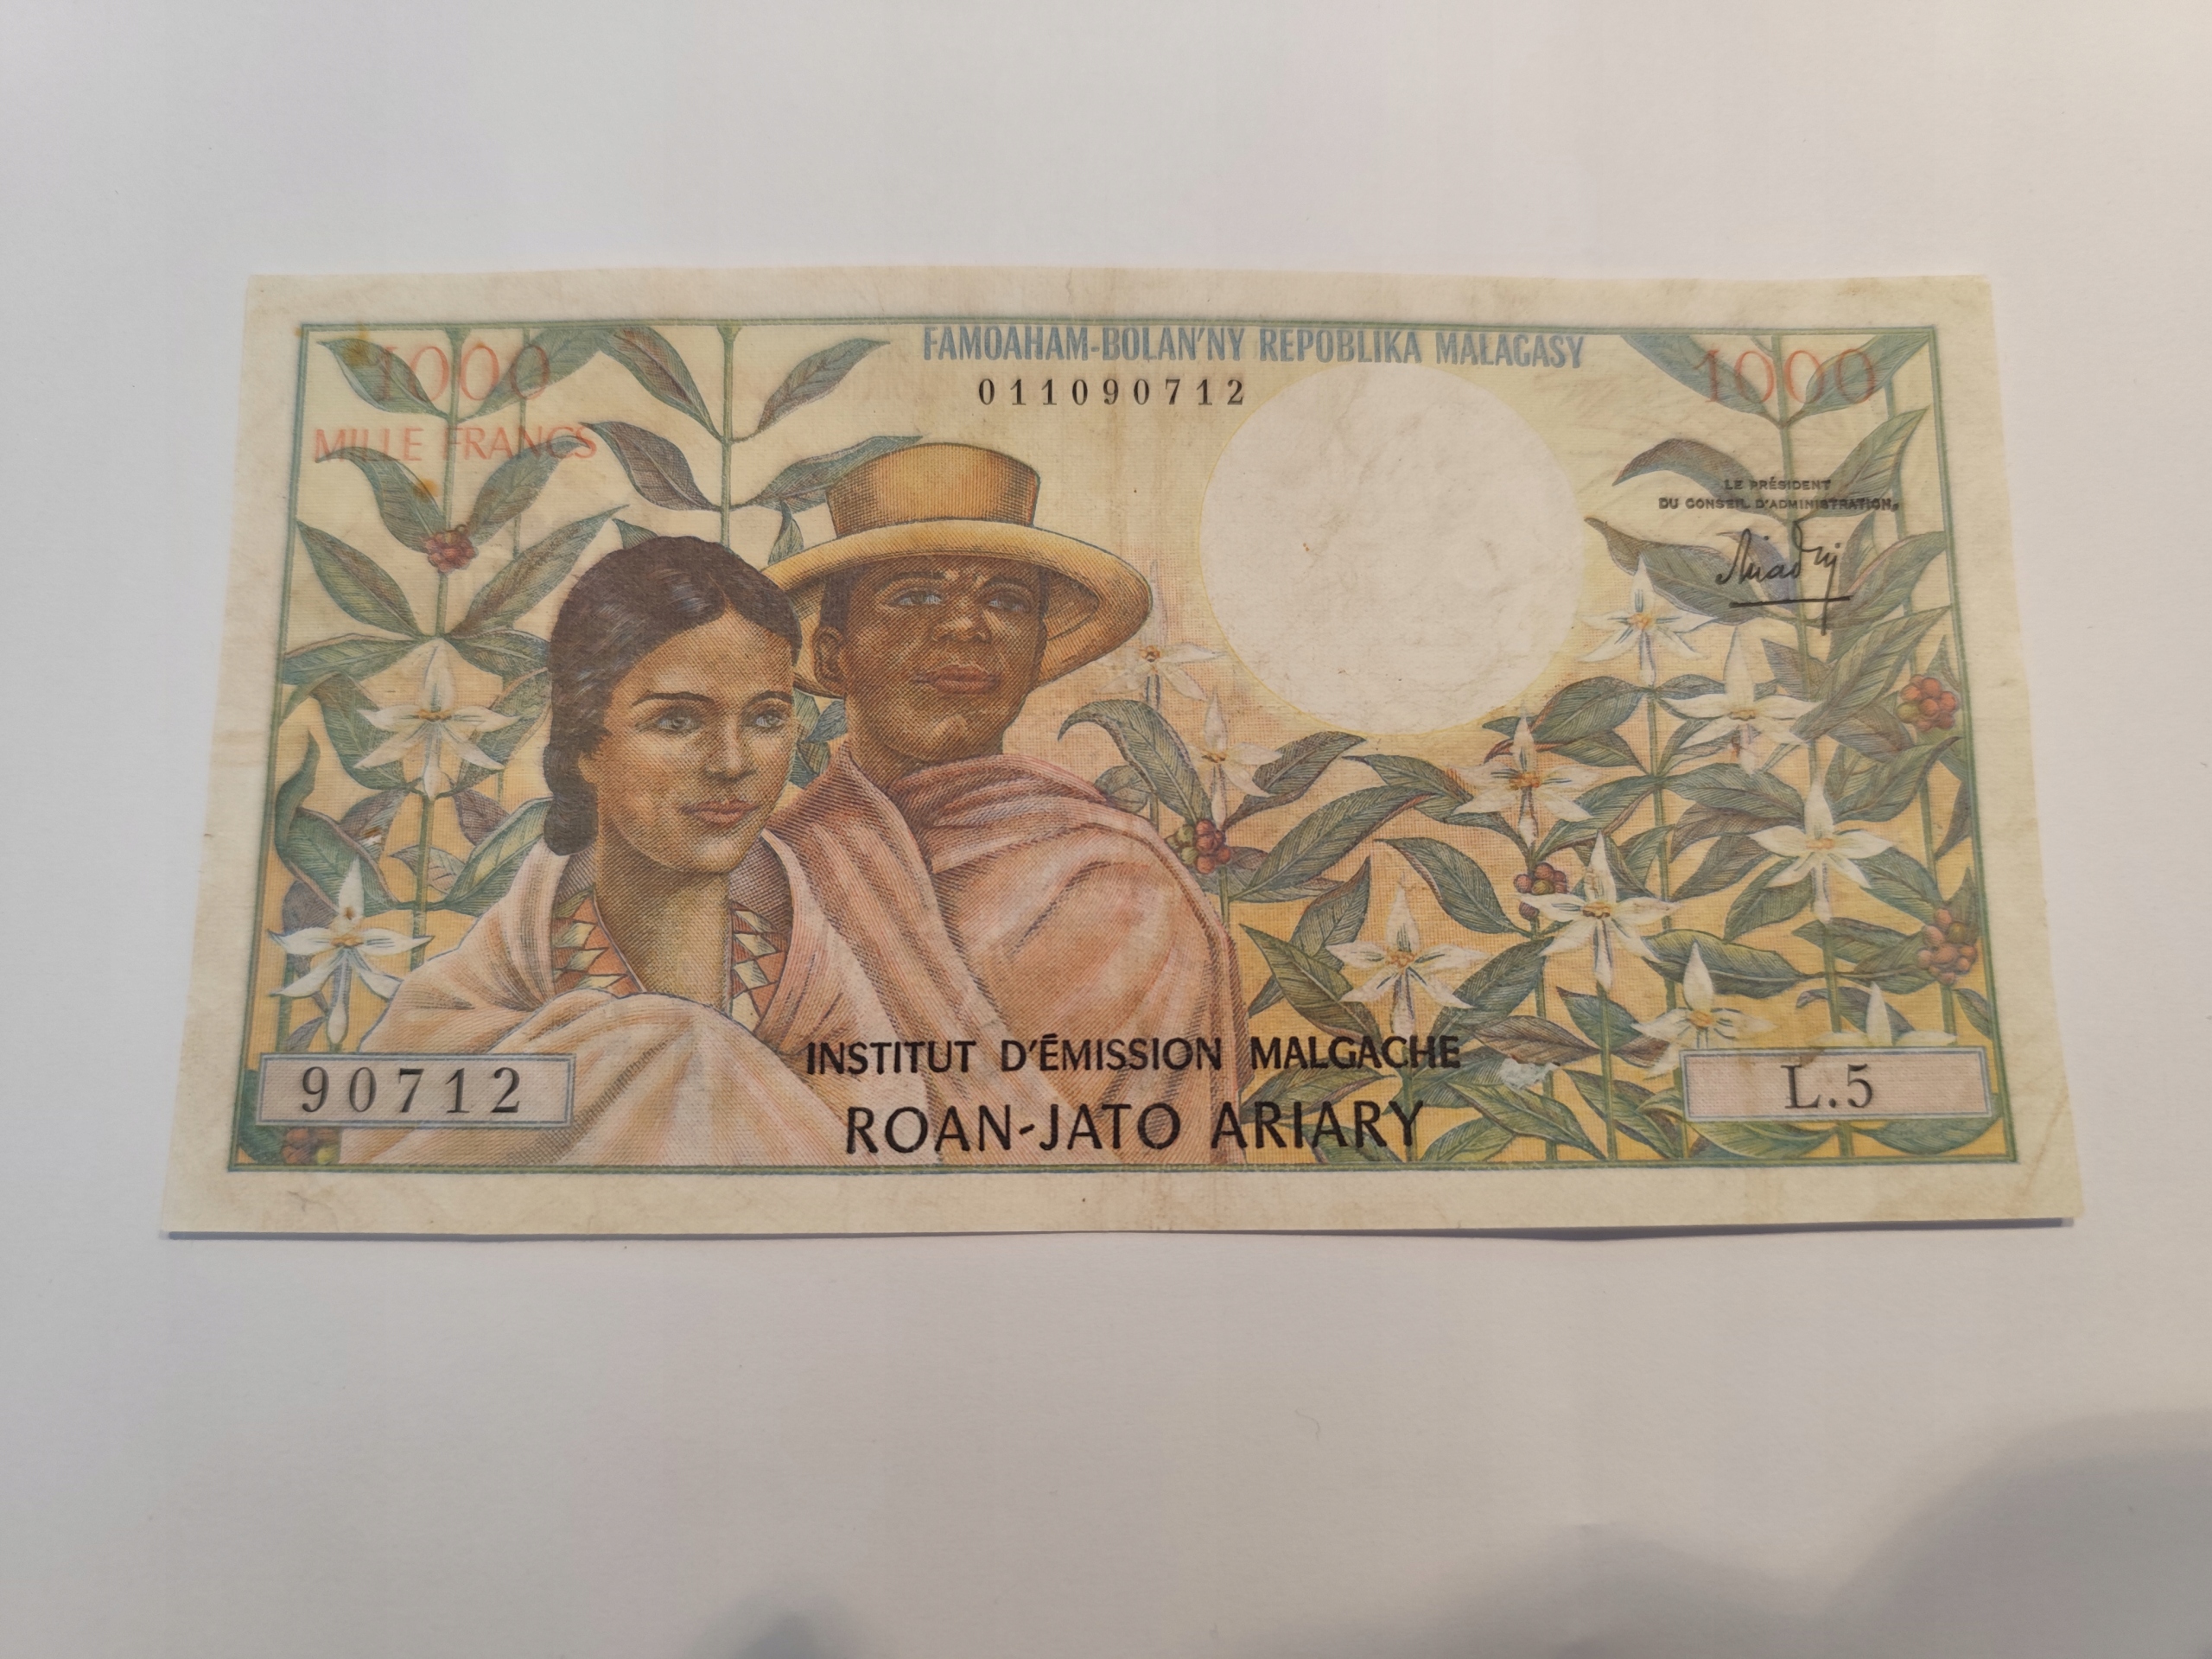 FAMOAHAM-BOLAN'NY REPOBLIKA MALAGASY
1000
011090712
1000
MILLE FRANCS
LE PRÉSIDENT
DU CONSEIL D'ADMINISTRATION,
INSTITUT D'ÉMISSION MALGACHE
90712
L.5
ROAN-JATO ARIARY